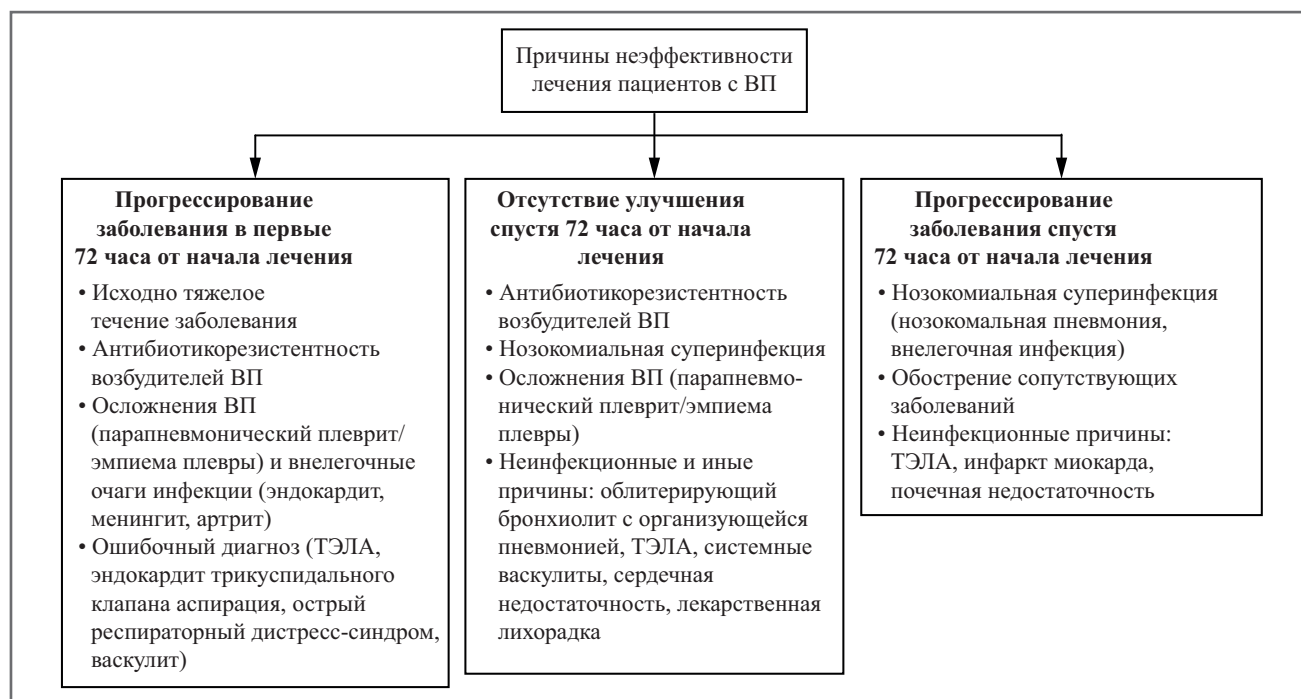 Причины неэффективности
лечения пациентов с ВП
Прогрессирование
заболевания в первые
72 часа от начала лечения
• Исходно тяжелое
течение заболевания
• Антибиотикорезистентность
возбудителей ВП
• Осложнения ВП
(парапневмонический плеврит/
эмпиема плевры) и внелегочные
очаги инфекции (эндокардит,
менингит, артрит)
• Ошибочный диагноз (ТЭЛА,
эндокардит трикуспидального
клапана аспирация, острый
респираторный дистресс-синдром,
васкулит)
Отсутствие улучшения
спустя 72 часа от начала
лечения
• Антибиотикорезистентность
возбудителей ВП
• Нозокомиальная суперинфекция
• Осложнения ВП (парапневмо-
нический плеврит/эмпиема
плевры)
• Неинфекционные и иные
причины: облитерирующий
бронхиолит с организующейся
пневмонией, ТЭЛА, системные
васкулиты, сердечная
недостаточность, лекарственная
лихорадка
Прогрессирование
заболевания спустя
72 часа от начала лечения
• Нозокомиальная суперинфекция
(нозокомальная пневмония,
внелегочная инфекция)
• Обострение сопутствующих
заболеваний
• Неинфекционные причины:
ТЭЛА, инфаркт миокарда,
почечная недостаточность